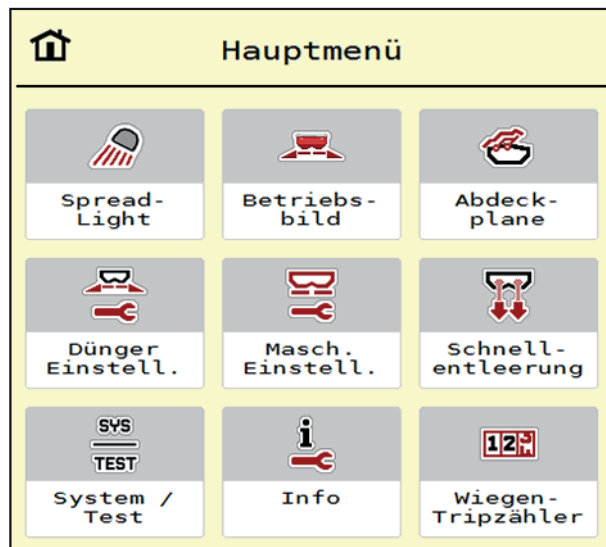 Hauptmenü
Spread- Betriebs- Abdeck-
Light bild plane
Dünger Masch. Schnell-
Einstell. Einstell. entleerung
SYS
TEST
i
12
System / Info Wiegen-
Test Tripzähler